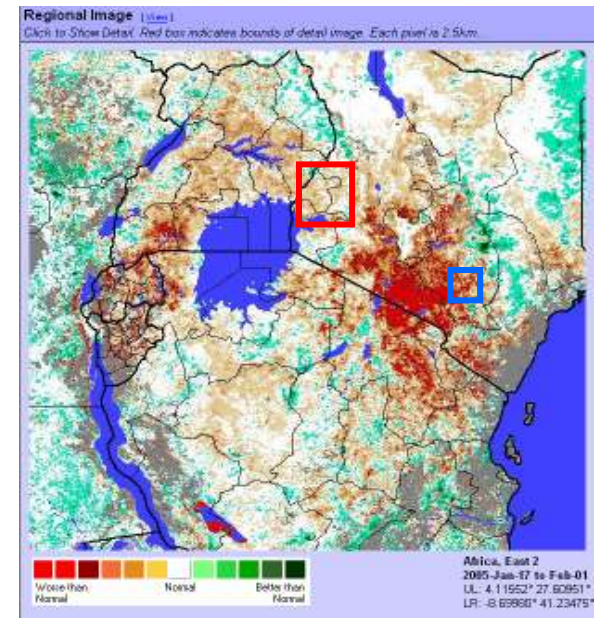 Regional Image [View]
Click to Show Detail. Red box indicates bounds of detail image. Each pixel is 2.5km.
Worse than
Normal
Normal
Better than
Normal
Africa, East 2
2005-Jan-17 to Feb-01
UL: 4.11552° 27.60951°
LR: -8.69980° 41.23475°